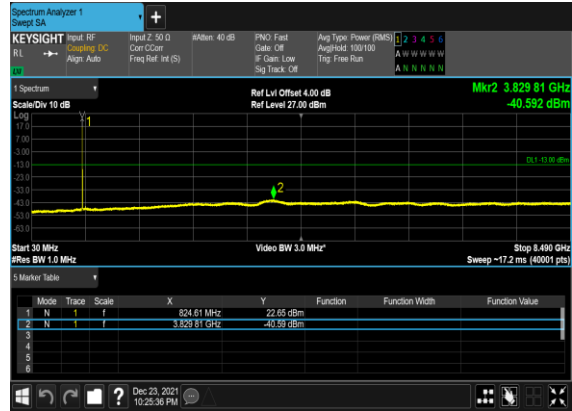 Spectrum Analyzer 1
Swept SA
+
KEYSIGHT Input: RF Input Z: 50 Ω #Atten: 40 dB PNO: Fast Avg Type: Power (RMS) 1 2 3 4 5 6
RL Coupling: DC Corr CCorr Gate: Off Avg|Hold: 100/100 A W W W W W
Align: Auto Freq Ref: Int (S) IF Gain: Low Trig: Free Run
Sig Track: Off A N N N N N
1 Spectrum
Ref Lvl Offset 4.00 dB Mkr2 3.829 81 GHz
Scale/Div 10 dB Ref Level 27.00 dBm -40.592 dBm
Log
17.0
7.00
-3.00
-13.0
-23.0
-33.0
-43.0
-53.0
-63.0
1
DL1 -13.00 dBm
2
Start 30 MHz Video BW 3.0 MHz* Stop 8.490 GHz
#Res BW 1.0 MHz Sweep ~17.2 ms (40001 pts)
5 Marker Table
Mode Trace Scale X Y Function Function Width Function Value
1 N 1 f 824.61 MHz 22.65 dBm
2 N 1 f 3.829 81 GHz -40.59 dBm
3
4
5
6
? Dec 23, 2021
10:25:36 PM